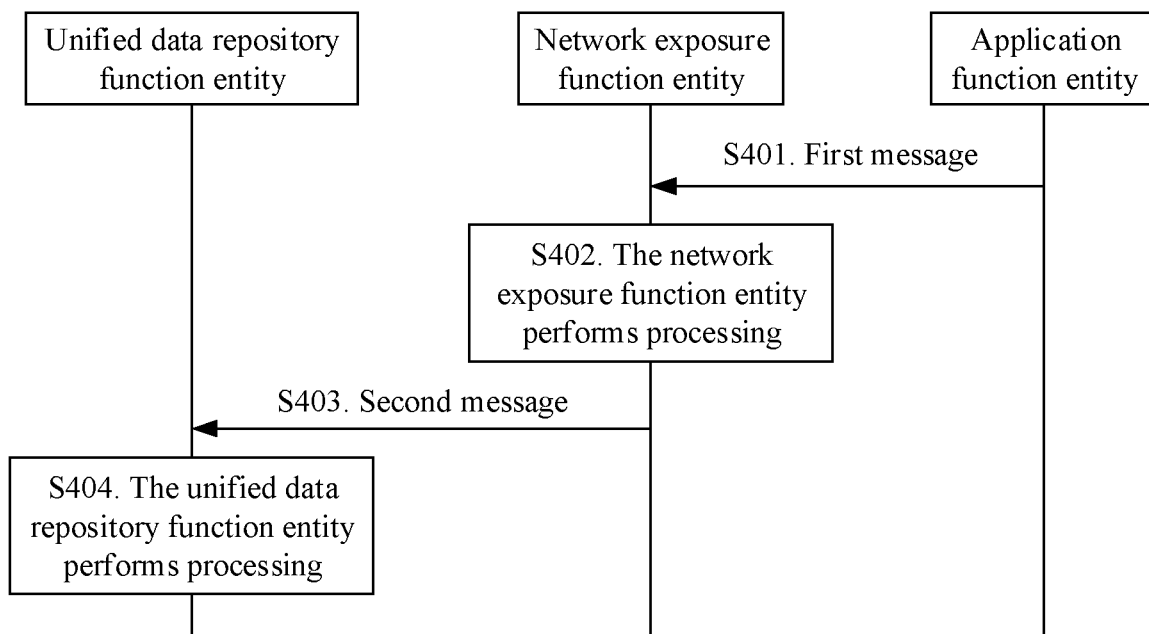 Unified data repository
function entity
Network exposure
function entity
Application
function entity
S401. First message
S402. The network
exposure function entity
performs processing
S403. Second message
S404. The unified data
repository function entity
performs processing